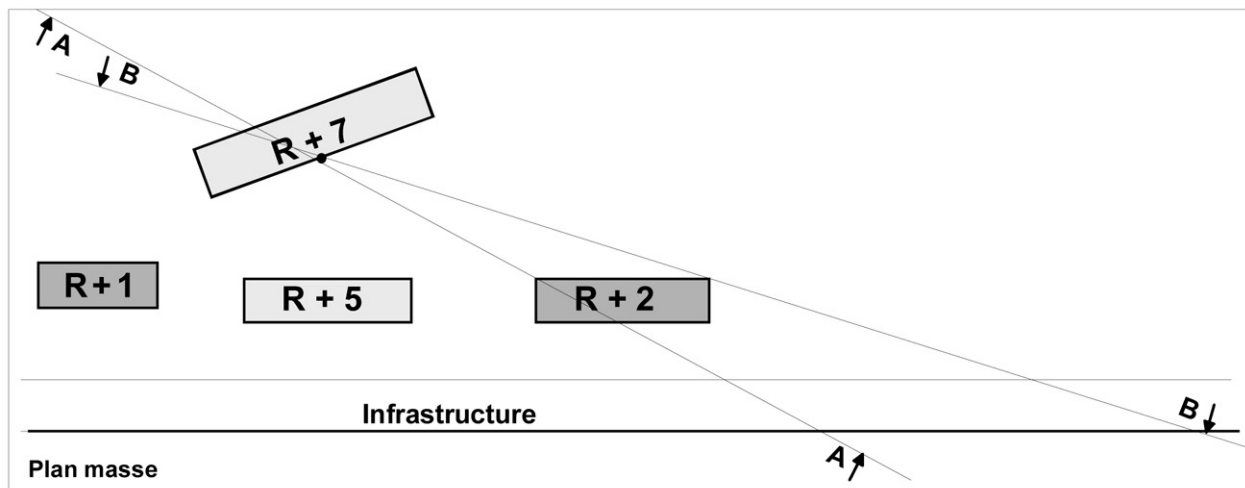 A
B
R + 7
R + 1
R + 5
R + 2
Infrastructure
B
A
Plan masse